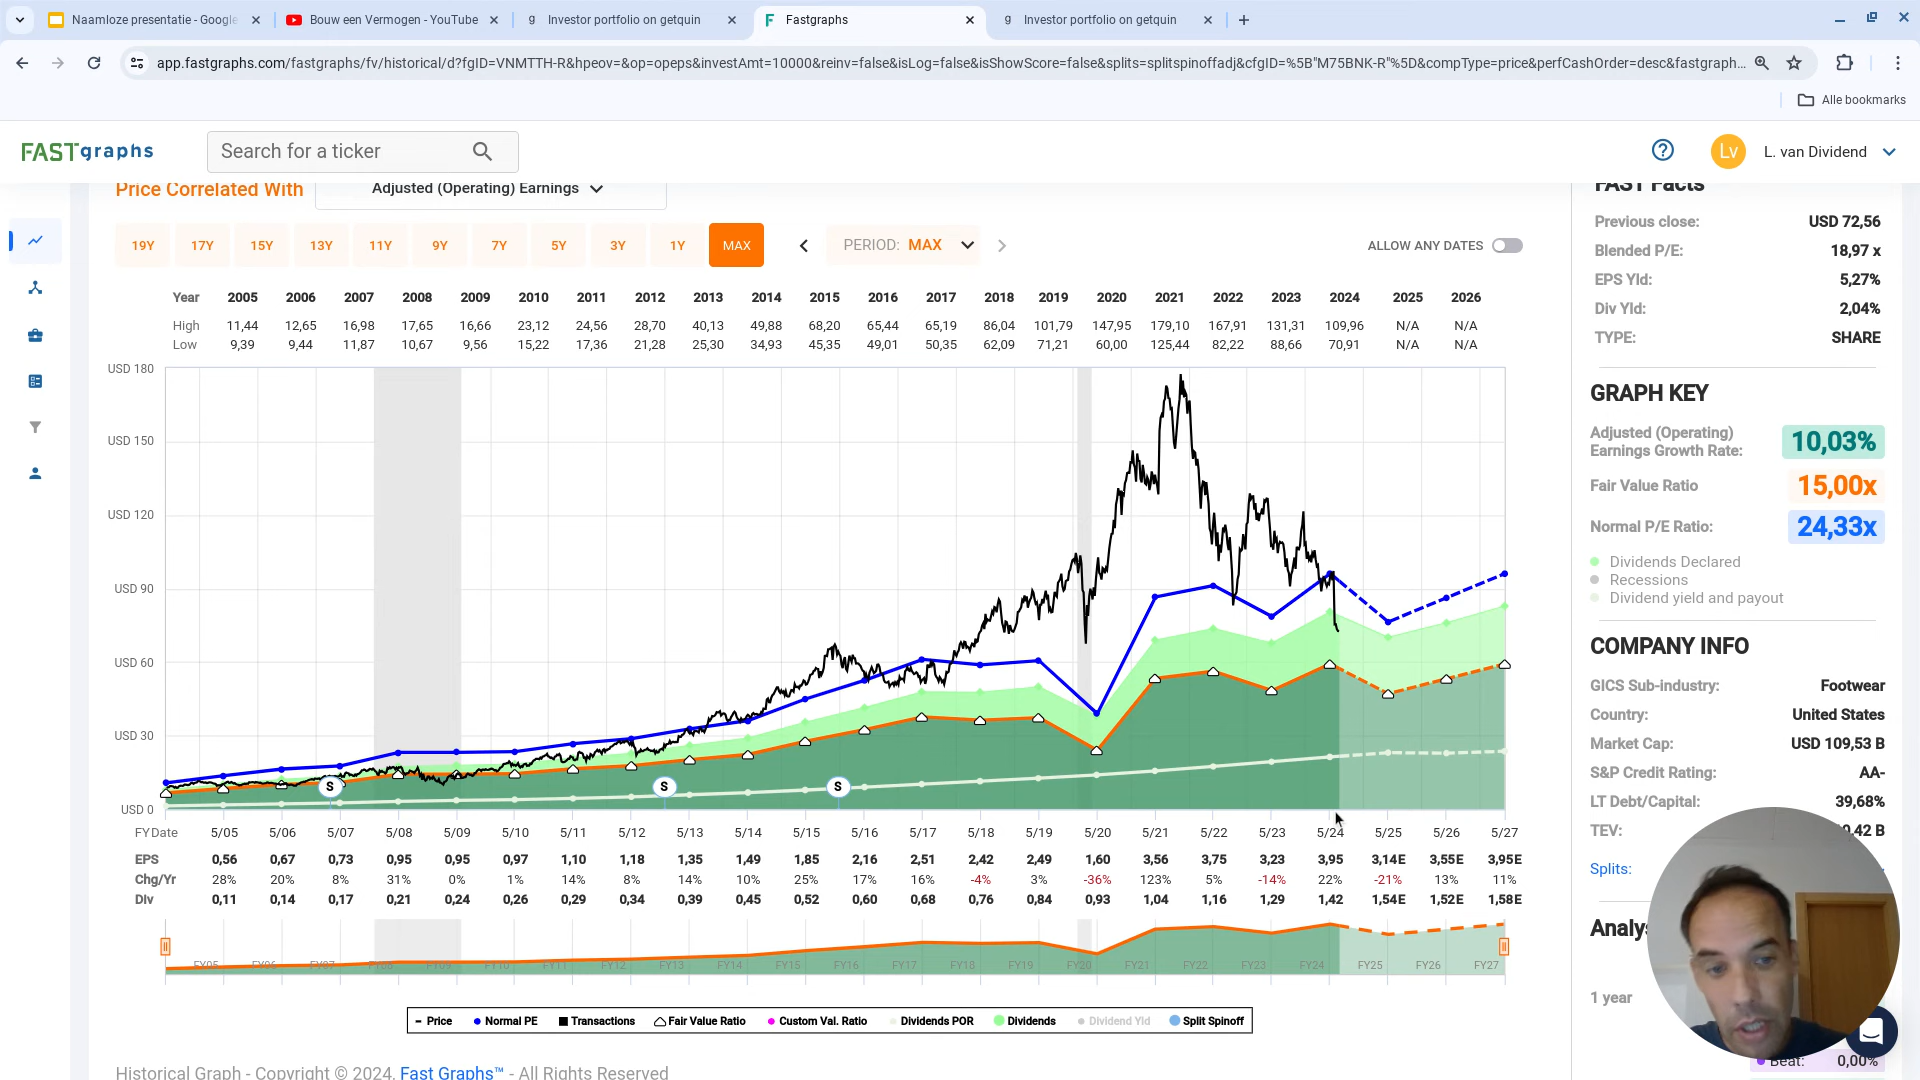 Naamloze presentatie - Google
Bouw een Vermogen - YouTube
Investor portfolio on getquin
Fastgraphs
Investor portfolio on getquin
app.fastgraphs.com/fastgraphs/fv/historical/d?fgID=VNMTTH-R&hpeov=&op=opeps&investAmt=10000&reinv=false&isLog=false&isShowScore=false&splits=splitspinoffadj&cfgID=%5B"M75BNK-R"%5D&compType=price&perfCashOrder=desc&fastgraph...
Alle bookmarks
FAST graphs
Search for a ticker
Lv
L. van Dividend
Price Correlated With
Adjusted (Operating) Earnings
19Y 17Y 15Y 13Y 11Y 9Y 7Y 5Y 3Y 1Y MAX
PERIOD: MAX
ALLOW ANY DATES
Year 2005 2006 2007 2008 2009 2010 2011 2012 2013 2014 2015 2016 2017 2018 2019 2020 2021 2022 2023 2024 2025 2026
High 11,44 12,65 16,98 17,65 16,66 23,12 24,56 28,70 40,13 49,88 68,20 65,44 65,19 86,04 101,79 147,95 179,10 167,91 131,31 109,96 N/A N/A
Low 9,39 9,44 11,87 10,67 9,56 15,22 17,36 21,28 25,30 34,93 45,35 49,01 50,35 62,09 71,21 60,00 125,44 82,22 88,66 70,91 N/A N/A
USD 180
USD 150
USD 120
USD 90
USD 60
USD 30
USD 0
S S S
FYDate 5/05 5/06 5/07 5/08 5/09 5/10 5/11 5/12 5/13 5/14 5/15 5/16 5/17 5/18 5/19 5/20 5/21 5/22 5/23 5/24 5/25 5/26 5/27
EPS 0,56 0,67 0,73 0,95 0,95 0,97 1,10 1,18 1,35 1,49 1,85 2,16 2,51 2,42 2,49 1,60 3,56 3,75 3,23 3,95 3,14E 3,55E 3,95E
Chg/Yr 28% 20% 8% 31% 0% 1% 14% 8% 14% 10% 25% 17% 16% -4% 3% -36% 123% 5% -14% 22% -21% 13% 11%
Div 0,11 0,14 0,17 0,21 0,24 0,26 0,29 0,34 0,39 0,45 0,52 0,60 0,68 0,76 0,84 0,93 1,04 1,16 1,29 1,42 1,54E 1,52E 1,58E
FY05 FY06 FY07 FY08 FY09 FY10 FY11 FY12 FY13 FY14 FY15 FY16 FY17 FY18 FY19 FY20 FY21 FY22 FY23 FY24 FY25 FY26 FY27
Price Normal PE Transactions Fair Value Ratio Custom Val. Ratio Dividends POR Dividends Dividend Yld Split Spinoff
Historical Graph - Copyright © 2024, Fast Graphs™ - All Rights Reserved
FAST Facts
Previous close: USD 72,56
Blended P/E: 18,97 x
EPS Yld: 5,27%
Div Yld: 2,04%
TYPE: SHARE
GRAPH KEY
Adjusted (Operating)
Earnings Growth Rate: 10,03%
Fair Value Ratio 15,00x
Normal P/E Ratio: 24,33x
Dividends Declared
Recessions
Dividend yield and payout
COMPANY INFO
GICS Sub-industry: Footwear
Country: United States
Market Cap: USD 109,53 B
S&P Credit Rating: AA-
LT Debt/Capital: 39,68%
TEV: 0,42 B
Splits:
1 year
Beat: 0,00%